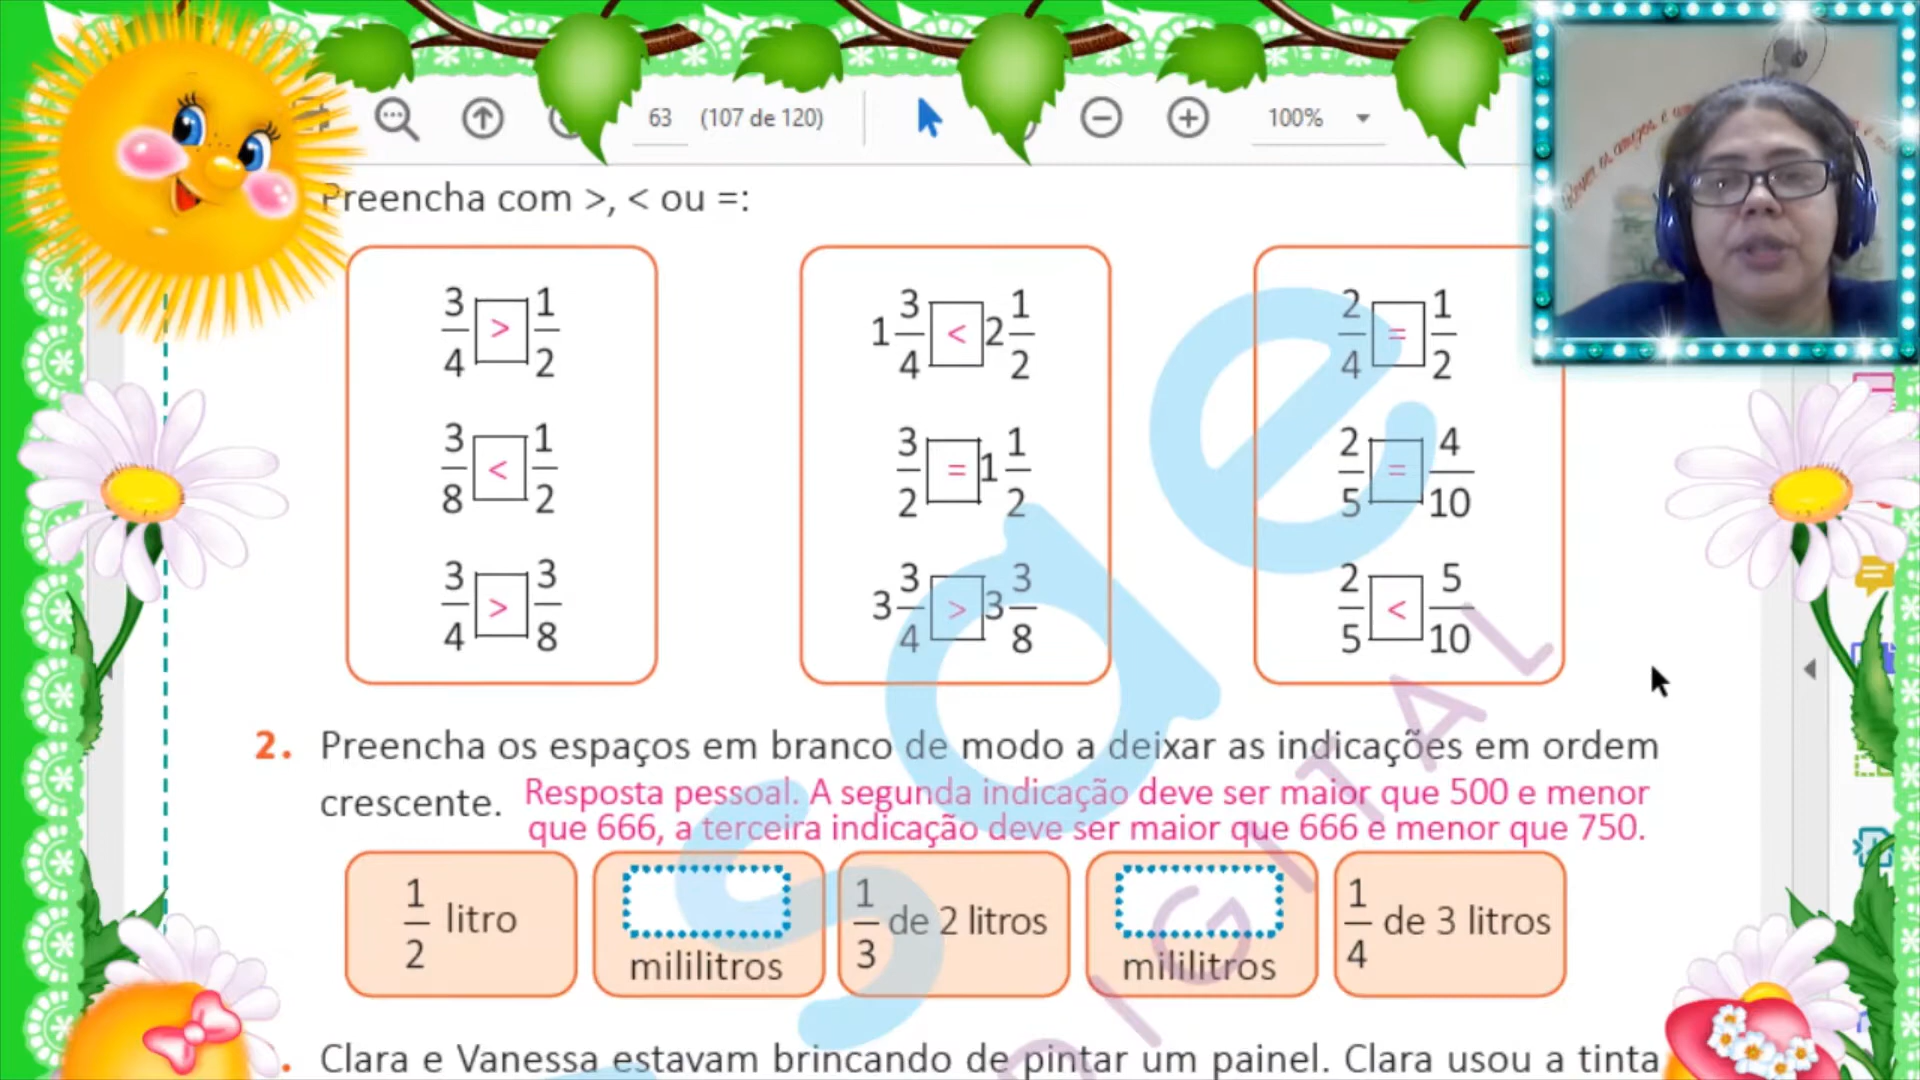 63 (107 de 120) 100%
Preencha com >, < ou =:
3/4 > 1/2
3/8 < 1/2
3/4 > 3/8
1 3/4 < 2 1/2
3/2 = 1 1/2
3 3/4 > 3 3/8
2/4 = 1/2
2/5 = 4/10
2/5 < 5/10
2. Preencha os espaços em branco de modo a deixar as indicações em ordem
crescente. Resposta pessoal. A segunda indicação deve ser maior que 500 e menor
que 666, a terceira indicação deve ser maior que 666 e menor que 750.
1/2 litro
mililitros
1/3 de 2 litros
mililitros
1/4 de 3 litros
Clara e Vanessa estavam brincando de pintar um painel. Clara usou a tinta
sae
DIGITAL